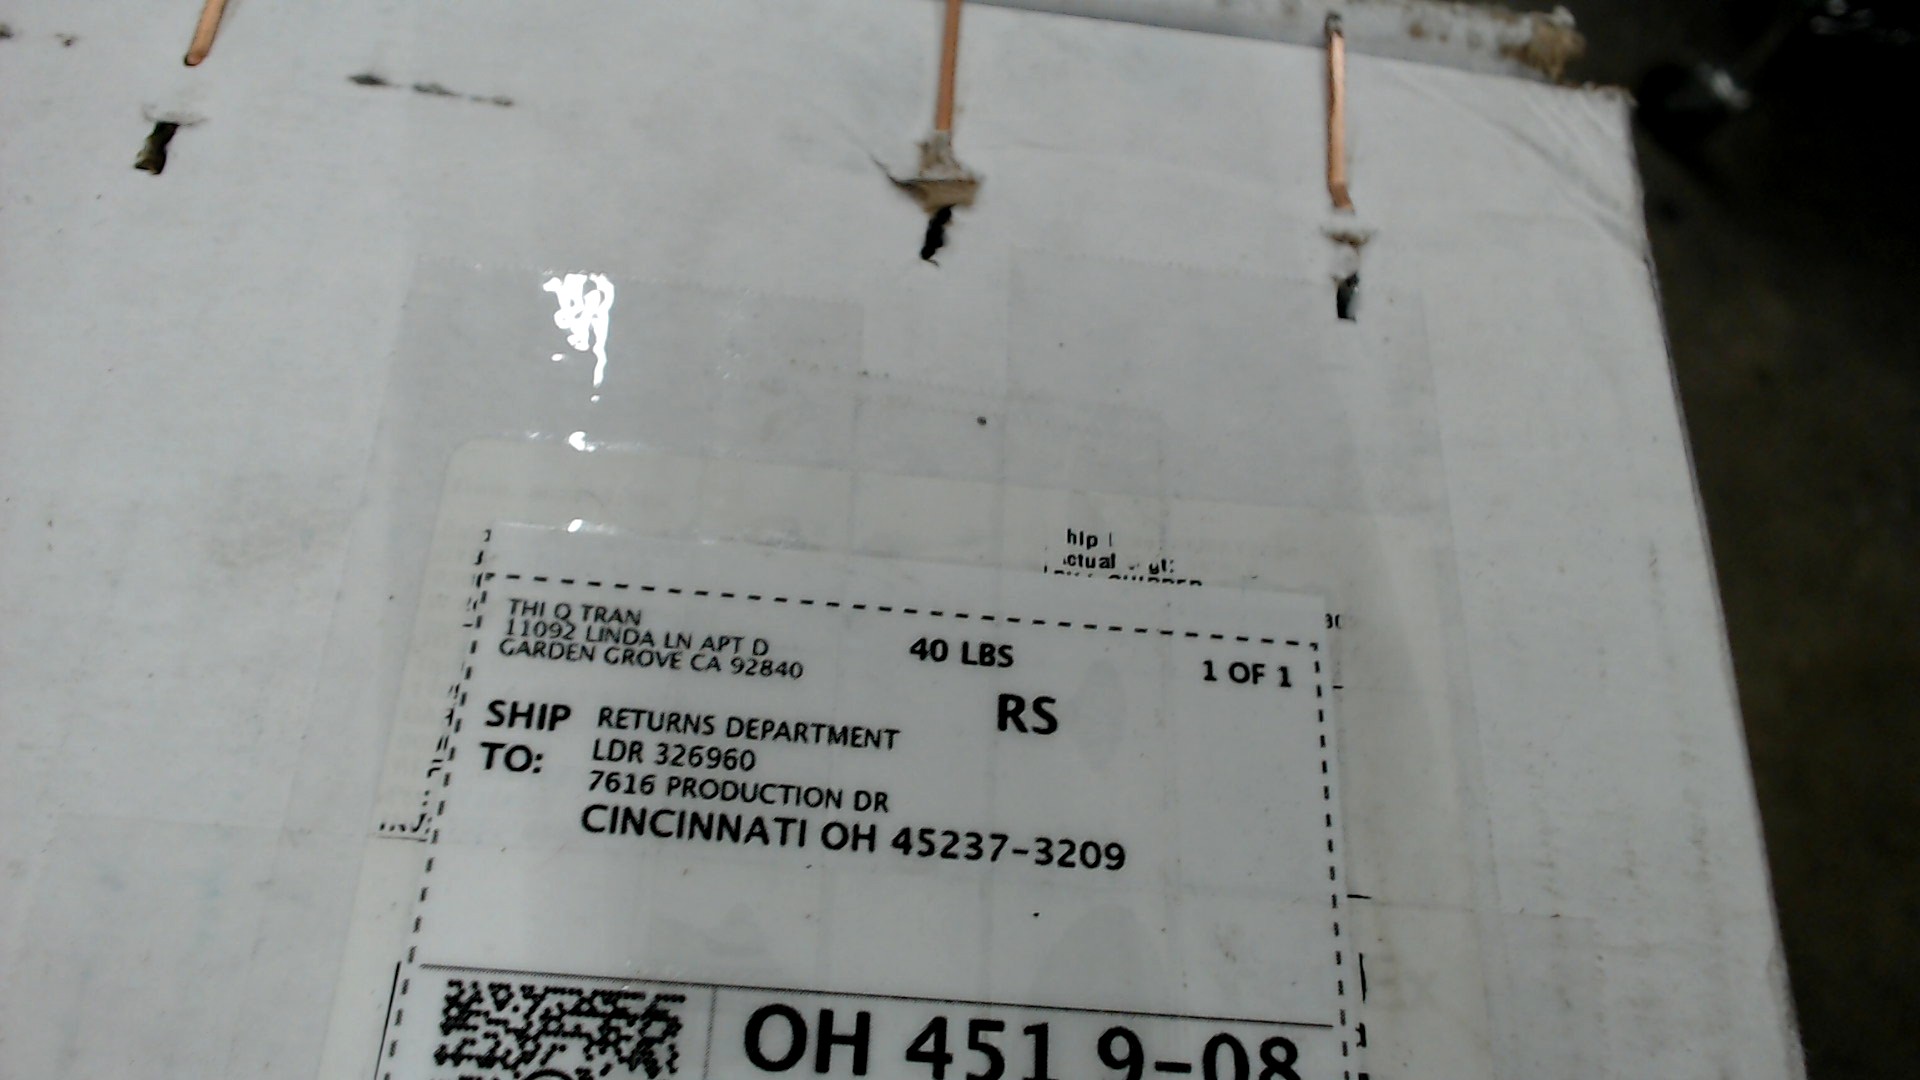 THI Q TRAN
11092 LINDA LN APT D
GARDEN GROVE CA 92840
40 LBS
1 OF 1
RS
SHIP TO:
RETURNS DEPARTMENT
LDR 326960
7616 PRODUCTION DR
CINCINNATI OH 45237-3209
OH 451 9-08